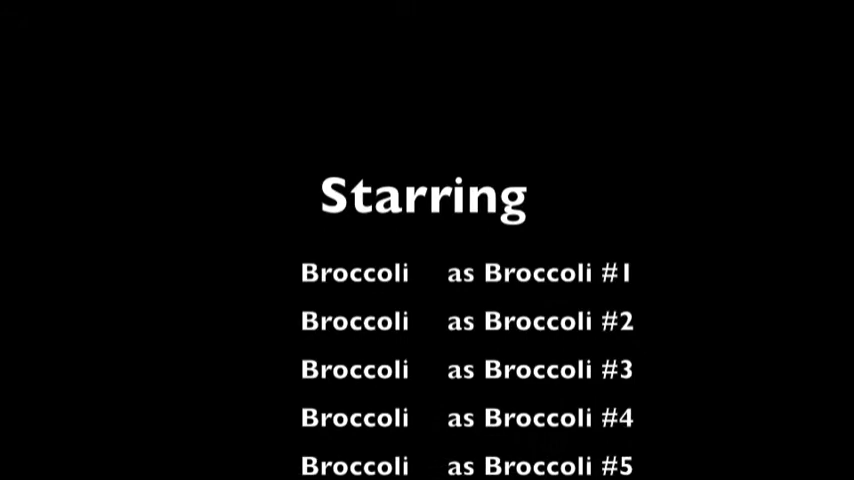 Starring
Broccoli as Broccoli #1
Broccoli as Broccoli #2
Broccoli as Broccoli #3
Broccoli as Broccoli #4
Broccoli as Broccoli #5